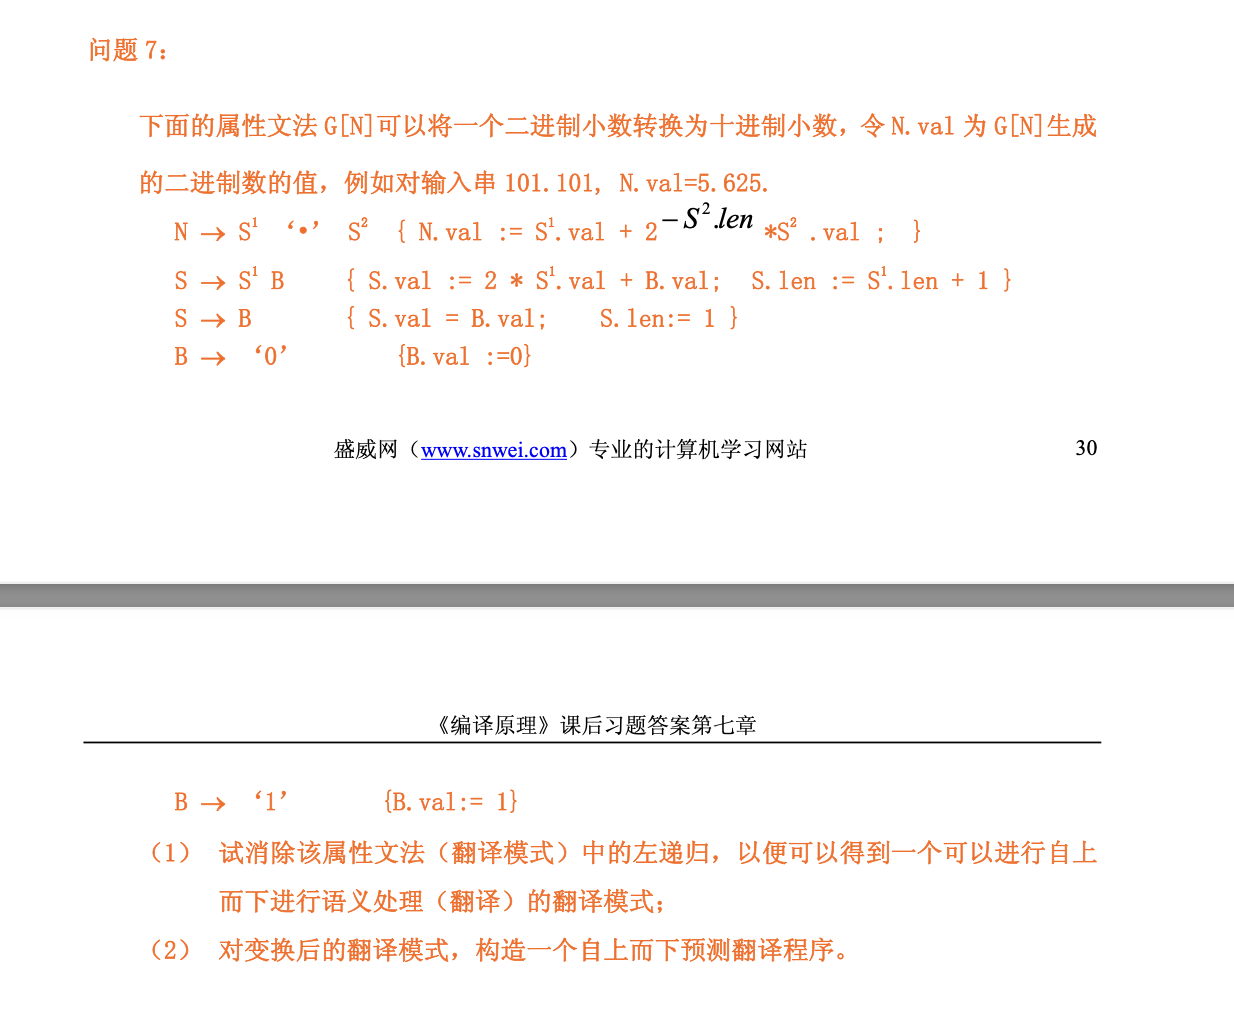 问题 7：
下面的属性文法 G[N]可以将一个二进制小数转换为十进制小数，令 N.val 为 G[N]生成
的二进制数的值，例如对输入串 101.101, N.val=5.625.
N → S¹ ‘•’ S² { N.val := S¹.val + 2^(−S².len) *S² .val ; }
S → S¹ B { S.val := 2 * S¹.val + B.val; S.len := S¹.len + 1 }
S → B { S.val = B.val; S.len:= 1 }
B → ‘0’ {B.val :=0}
盛威网（www.snwei.com）专业的计算机学习网站 30
《编译原理》课后习题答案第七章
B → ‘1’ {B.val:= 1}
（1） 试消除该属性文法（翻译模式）中的左递归，以便可以得到一个可以进行自上
而下进行语义处理（翻译）的翻译模式；
（2） 对变换后的翻译模式，构造一个自上而下预测翻译程序。